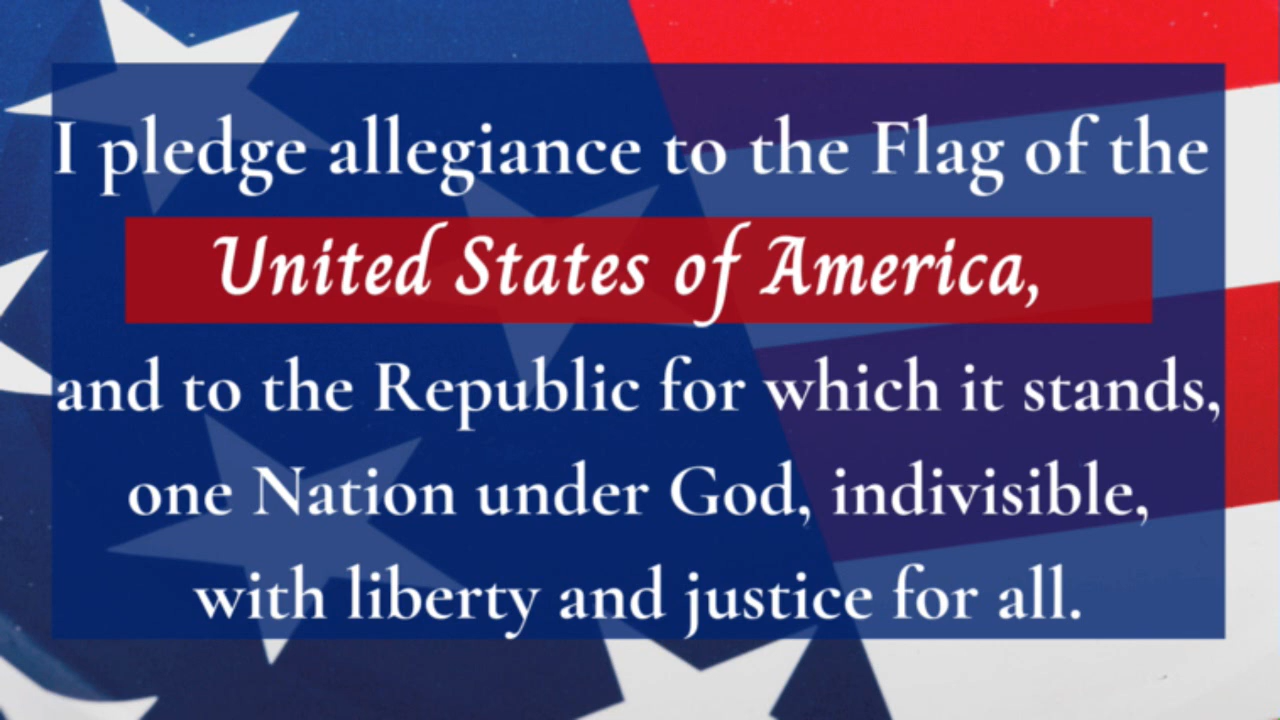 I pledge allegiance to the Flag of the
United States of America,
and to the Republic for which it stands,
one Nation under God, indivisible,
with liberty and justice for all.